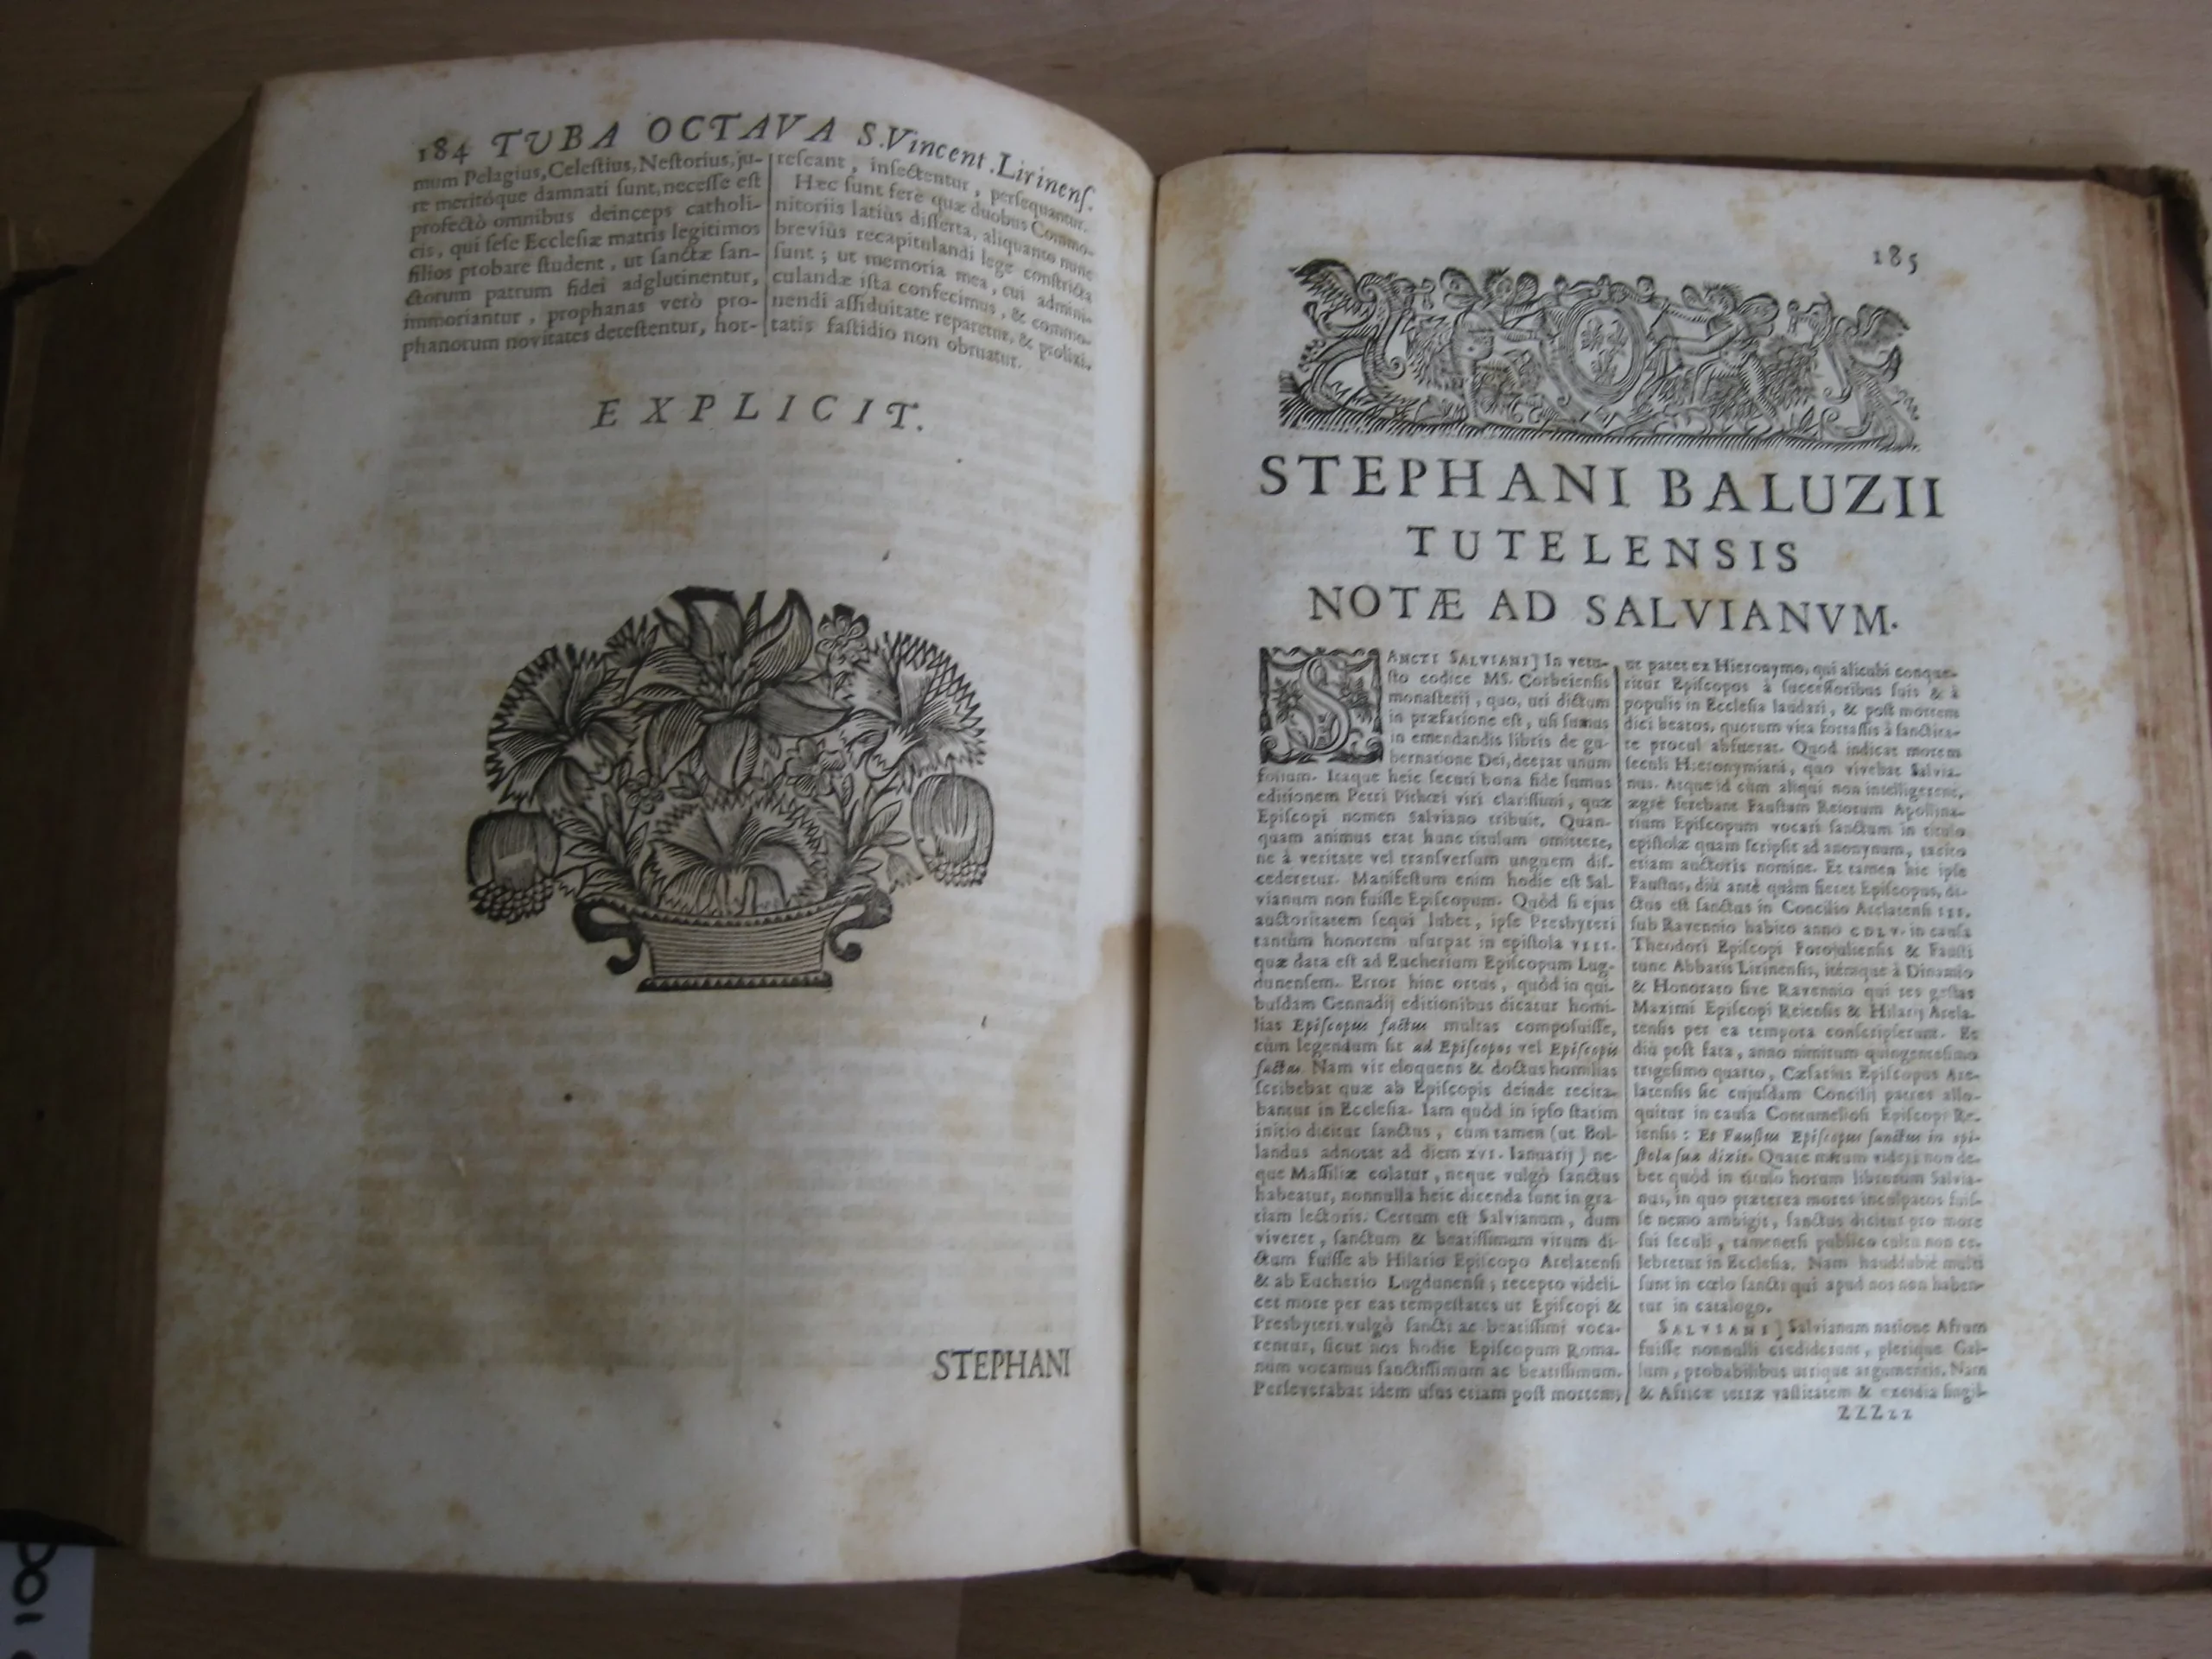 184 TUBA OCTAVA S. Vincent. Lirinens.
mum Pelagius, Celeſtius, Neſtorius, ju-
re meritóque damnati ſunt, neceſſe eſt
profectò omnibus deinceps catholi-
cis, qui ſeſe Eccleſiæ matris legitimos
filios probare ſtudent, ut ſanctæ ſan-
ctorum patrum fidei adglutinentur,
immoriantur, prophanas verò pro-
phanorum novitates deteſtentur, hor-
reſcant, inſectentur, perſequantur.
Hæc ſunt ferè quæ duobus Commo-
nitoriis latiùs diſſerta, aliquanto nunc
breviùs recapitulandi lege conſtricta
ſunt; ut memoria mea, cui admini-
culandæ iſta confecimus, & commo-
nendi aſſiduitate reparetur, & prolixi-
tatis faſtidio non obruatur.
EXPLICIT.
STEPHANI
185
STEPHANI BALUZII
TUTELENSIS
NOTÆ AD SALVIANVM.
SANCTI SALVIANI] In vetu-
ſto codice MS. Corbeienſis
monaſterij, quo, uti dictum
in præfatione eſt, uſi ſumus
in emendandis libris de gu-
bernatione Dei, deerat unum
folium. Itaque heic ſecuti bona fide ſumus
editionem Petri Pithœi viri clariſſimi, quæ
Epiſcopi nomen Salviano tribuit. Quan-
quam animus erat hunc titulum omittere,
ne à veritate vel tranſverſum unguem diſ-
cederetur. Manifeſtum enim hodie eſt Sal-
vianum non fuiſſe Epiſcopum. Quòd ſi ejus
auctoritatem ſequi lubet, ipſe Presbyteri
tantùm honorem uſurpat in epiſtola VIII.
quæ data eſt ad Eucherium Epiſcopum Lug-
dunenſem. Error hinc ortus, quòd in qui-
buſdam Gennadij editionibus dicatur homi-
lias Epiſcopus factus multas compoſuiſſe,
cùm legendum ſit ad Epiſcopos vel Epiſcopis
factas. Nam vir eloquens & doctus homilias
ſcribebat quæ ab Epiſcopis deinde recita-
bantur in Eccleſia. Iam quòd in ipſo ſtatim
initio dicitur ſanctus, cùm tamen (ut Bol-
landus adnotat ad diem XVI. Ianuarij) ne-
que Maſſiliæ colatur, neque vulgò ſanctus
habeatur, nonnulla heic dicenda ſunt in gra-
tiam lectoris. Certum eſt Salvianum, dum
viveret, ſanctum & beatiſſimum virum di-
ctum fuiſſe ab Hilario Epiſcopo Arelatenſi
& ab Eucherio Lugdunenſi; recepto videli-
cet more per eas tempeſtates ut Epiſcopi &
Presbyteri vulgò ſancti ac beatiſſimi voca-
rentur, ſicut nos hodie Epiſcopum Roma-
num vocamus ſanctiſſimum ac beatiſſimum.
Perſeverabat idem uſus etiam poſt mortem,
ut patet ex Hieronymo, qui alicubi conque-
ritur Epiſcopos à ſucceſſoribus ſuis & à
populis in Eccleſia laudari, & poſt mortem
dici beatos, quorum vita fortaſſis à ſanctita-
te procul abfuerat. Quod indicat morem
ſeculi Hieronymiani, quo vivebat Salvia-
nus. Atque id cùm aliqui non intelligerent,
ægrè ferebant Fauſtum Reiorum Apollina-
rium Epiſcopum vocari ſanctum in titulo
epiſtolæ quam ſcripſit ad anonymum, tacito
etiam auctoris nomine. Et tamen hic ipſe
Fauſtus, diu antè quàm fieret Epiſcopus, di-
ctus eſt ſanctus in Concilio Arelatenſi III.
ſub Ravennio habito anno CDLV. in cauſa
Theodori Epiſcopi Forojulienſis & Fauſti
tunc Abbatis Lirinenſis, itémque à Dinamio
& Honorato ſive Ravennio qui res geſtas
Maximi Epiſcopi Reienſis & Hilarij Arela-
tenſis per ea tempora conſcripſerunt. Et
diu poſt fata, anno nimirum quingenteſimo
trigeſimo quarto, Cæſarius Epiſcopus Are-
latenſis ſic cujuſdam Concilij patres allo-
quitur in cauſa Contumelioſi Epiſcopi Re-
ienſis: Et Fauſtus Epiſcopus ſanctus in epi-
ſtola ſua dixit. Quare mirum videri non de-
bet quòd in titulo horum librorum Salvia-
nus, in quo præterea mores inculpatos fuiſ-
ſe nemo ambigit, ſanctus dicitur pro more
ſui ſeculi, tametſi publico cultu non ce-
lebretur in Eccleſia. Nam haud dubiè multi
ſunt in cœlo ſancti qui apud nos non haben-
tur in catalogo.
SALVIANI] Salvianum natione Afrum
fuiſſe nonnulli crediderunt, plerique Gal-
lum, probabilibus utrique argumentis. Nam
& Africæ terræ vaſtitatem & excidia ſingil-
ZZZzz